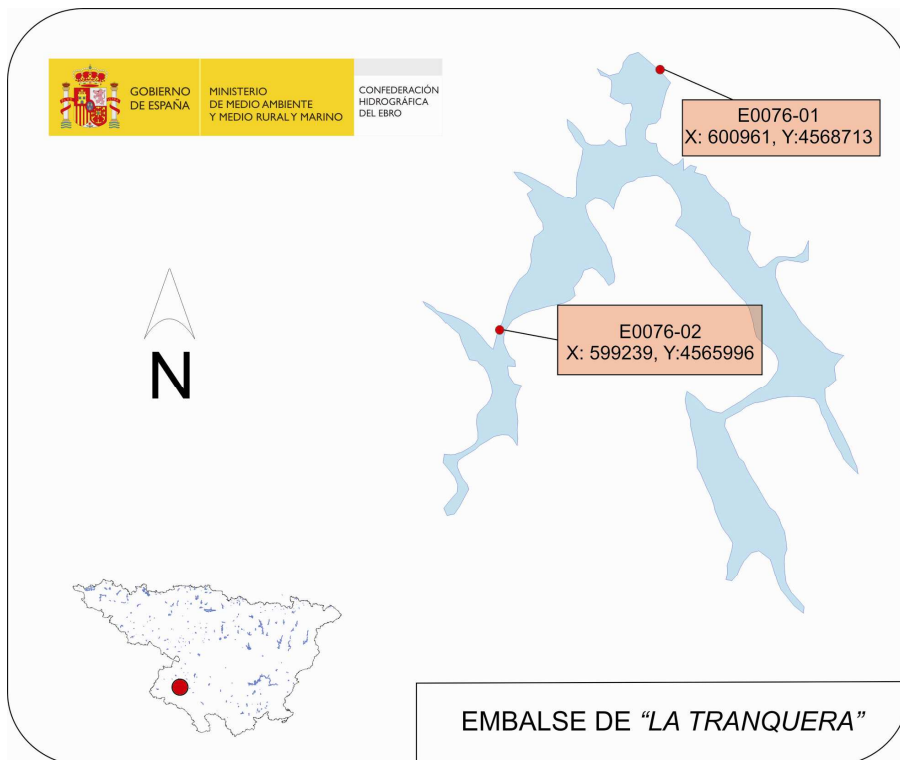 GOBIERNO
DE ESPAÑA
MINISTERIO
DE MEDIO AMBIENTE
Y MEDIO RURAL Y MARINO
CONFEDERACIÓN
HIDROGRÁFICA
DEL EBRO
E0076-01
X: 600961, Y:4568713
E0076-02
X: 599239, Y:4565996
N
EMBALSE DE "LA TRANQUERA"